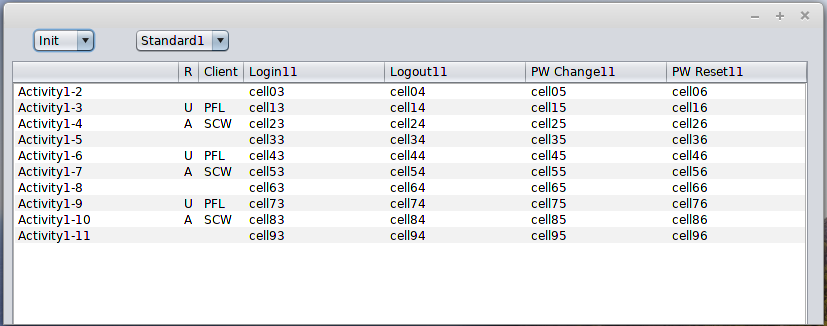 Init Standard1
R Client Login11 Logout11 PW Change11 PW Reset11
Activity1-2 cell03 cell04 cell05 cell06
Activity1-3 U PFL cell13 cell14 cell15 cell16
Activity1-4 A SCW cell23 cell24 cell25 cell26
Activity1-5 cell33 cell34 cell35 cell36
Activity1-6 U PFL cell43 cell44 cell45 cell46
Activity1-7 A SCW cell53 cell54 cell55 cell56
Activity1-8 cell63 cell64 cell65 cell66
Activity1-9 U PFL cell73 cell74 cell75 cell76
Activity1-10 A SCW cell83 cell84 cell85 cell86
Activity1-11 cell93 cell94 cell95 cell96